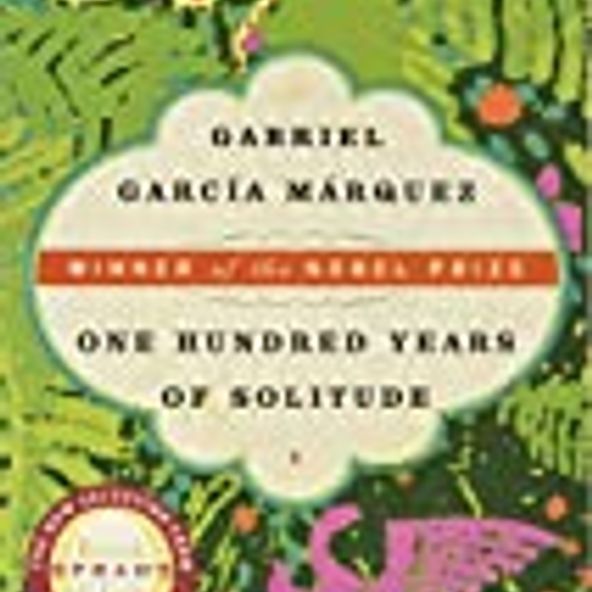 GABRIEL
GARCÍA MÁRQUEZ
WINNER of the NOBEL PRIZE
ONE HUNDRED YEARS
OF SOLITUDE